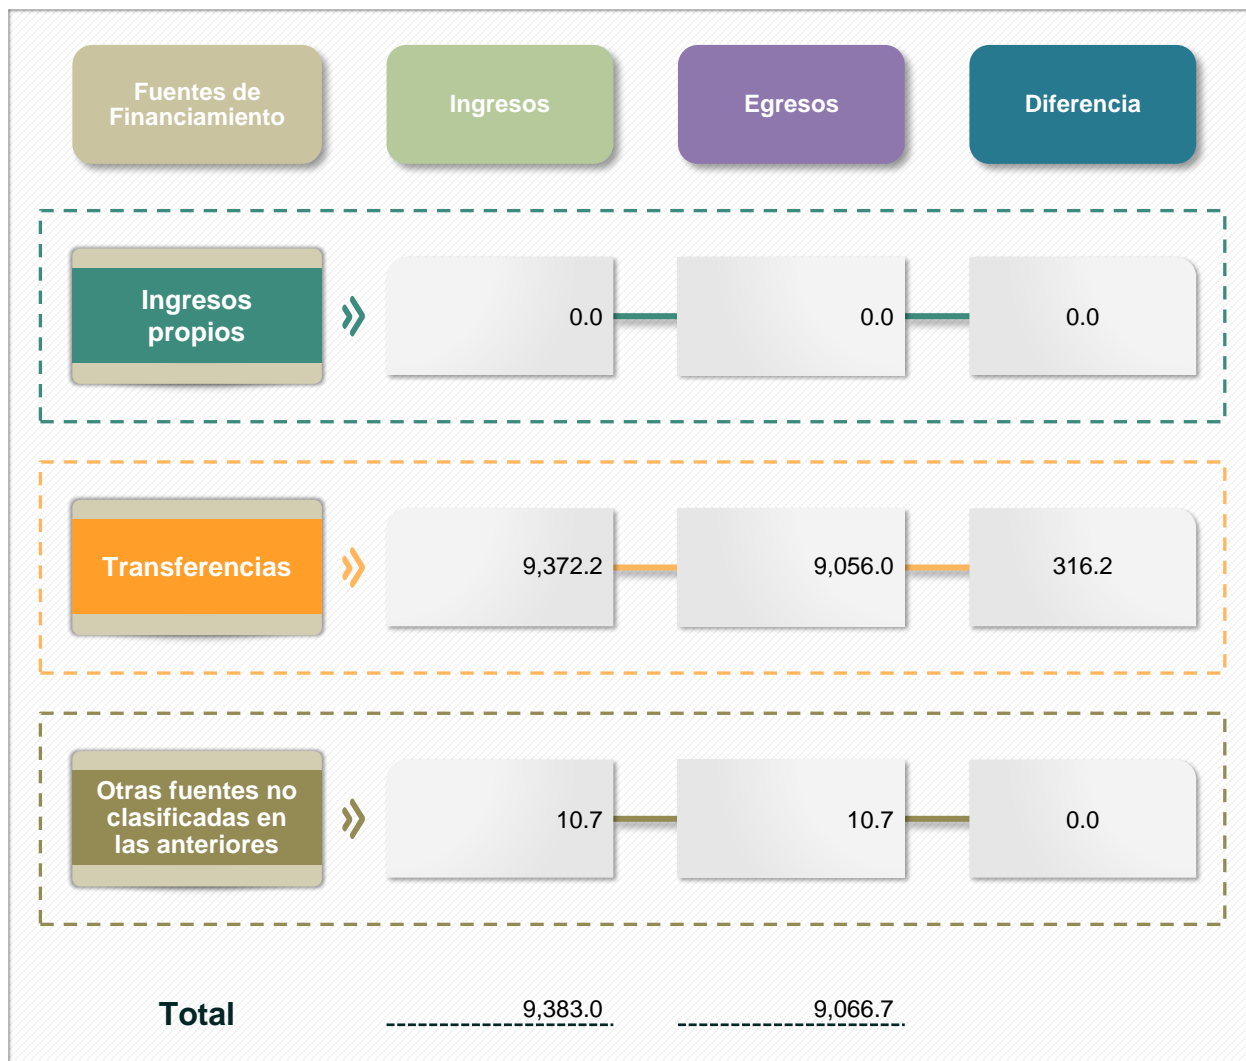 Fuentes de
Financiamiento
Ingresos
Egresos
Diferencia
Ingresos
propios
0.0
0.0
0.0
Transferencias
9,372.2
9,056.0
316.2
Otras fuentes no
clasificadas en
las anteriores
10.7
10.7
0.0
Total
9,383.0
9,066.7